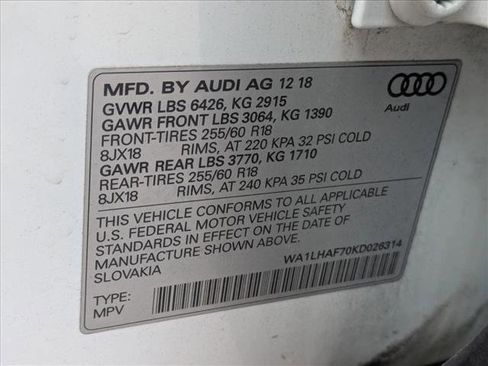 MFD. BY AUDI AG 12 18
GVWR LBS 6426, KG 2915
GAWR FRONT LBS 3064, KG 1390
FRONT-TIRES 255/60 R18
8JX18 RIMS, AT 220 KPA 32 PSI COLD
GAWR REAR LBS 3770, KG 1710
REAR-TIRES 255/60 R18
8JX18 RIMS, AT 240 KPA 35 PSI COLD
Audi
THIS VEHICLE CONFORMS TO ALL APPLICABLE
U.S. FEDERAL MOTOR VEHICLE SAFETY
STANDARDS IN EFFECT ON THE DATE OF
MANUFACTURE SHOWN ABOVE.
SLOVAKIA WA1LHAF70KD026314
TYPE:
MPV